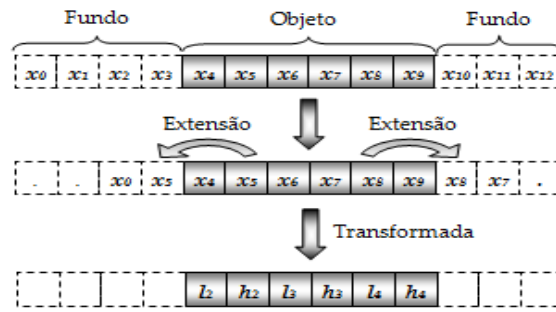 Fundo Objeto Fundo
x0 x1 x2 x3 x4 x5 x6 x7 x8 x9 x10 x11 x12
Extensão Extensão
. . x0 x5 x4 x5 x6 x7 x8 x9 x8 x7 .
Transformada
l2 h2 l3 h3 l4 h4